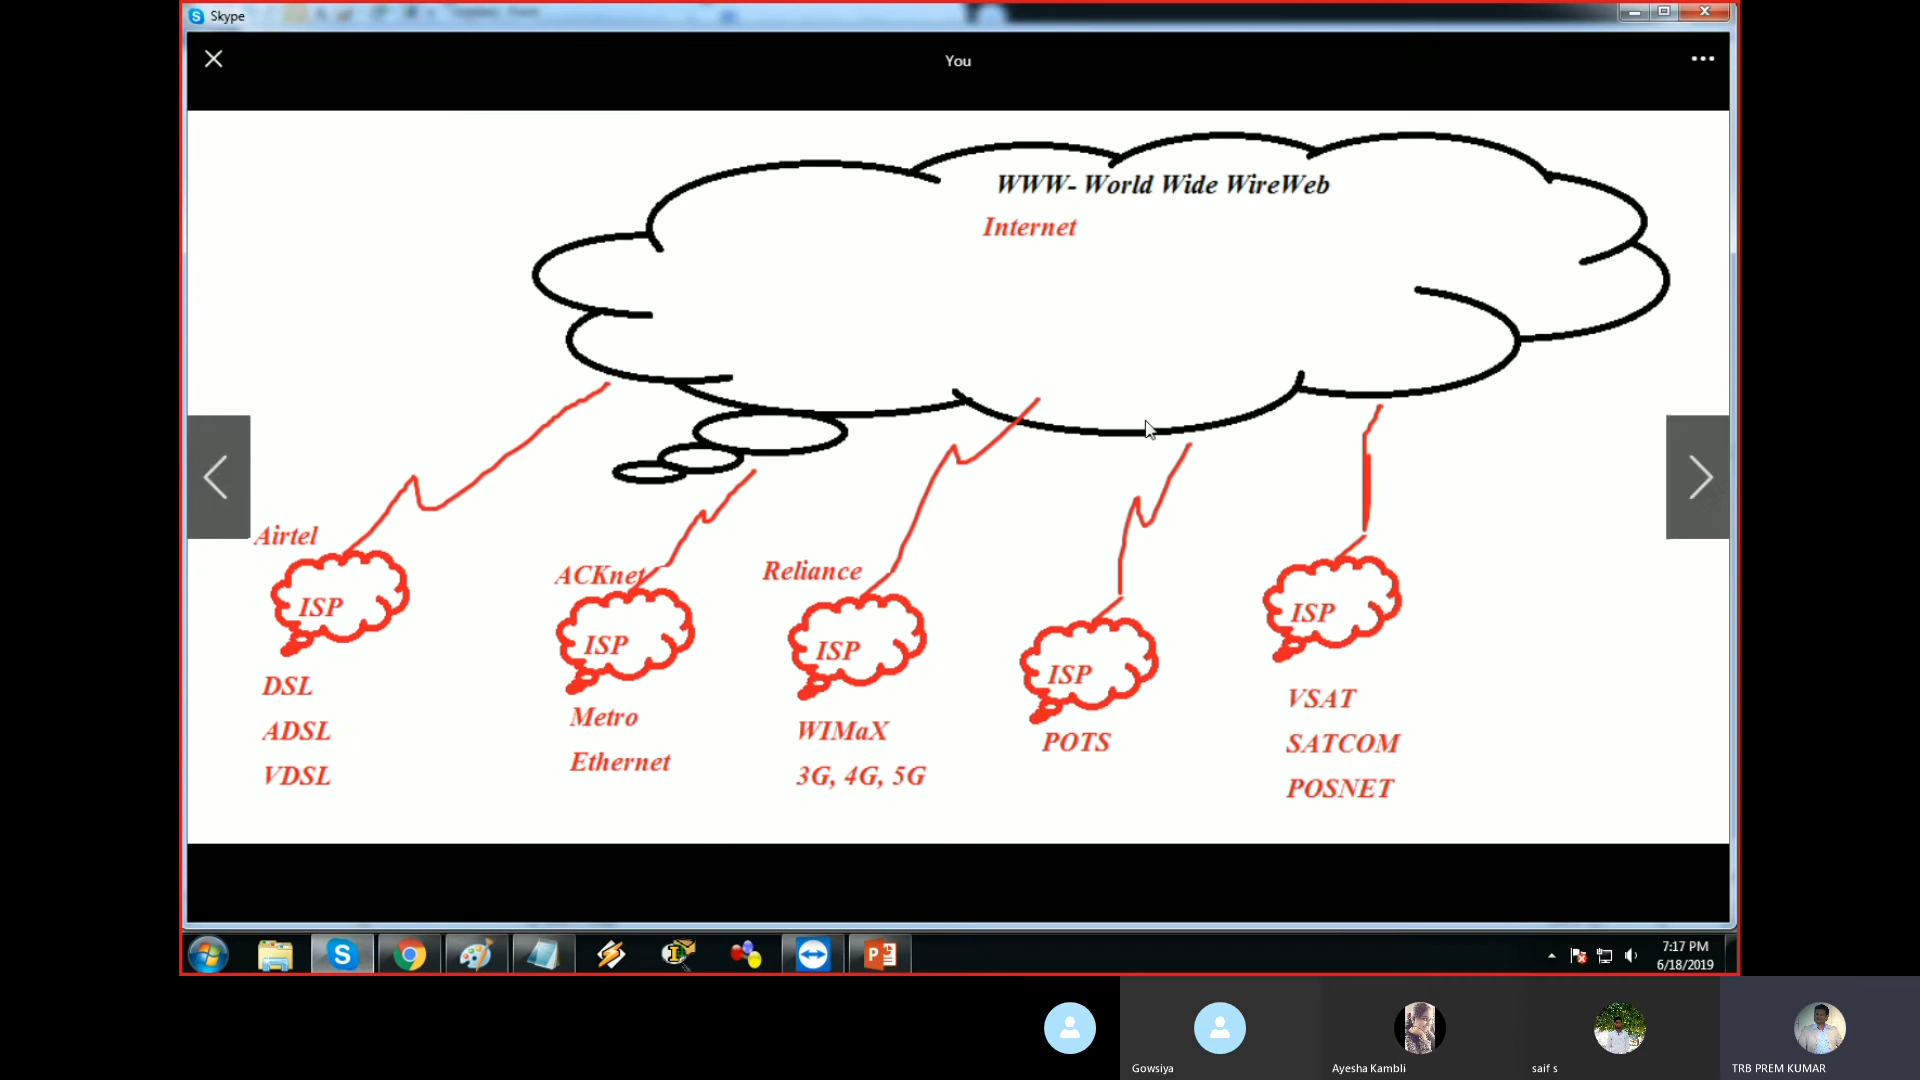 Skype
You
WWW- World Wide WireWeb
Internet
Airtel
ISP
DSL
ADSL
VDSL
ACKnet
ISP
Metro
Ethernet
Reliance
ISP
WIMaX
3G, 4G, 5G
ISP
POTS
ISP
VSAT
SATCOM
POSNET
7:17 PM
6/18/2019
Gowsiya
Ayesha Kambli
saif s
TRB PREM KUMAR